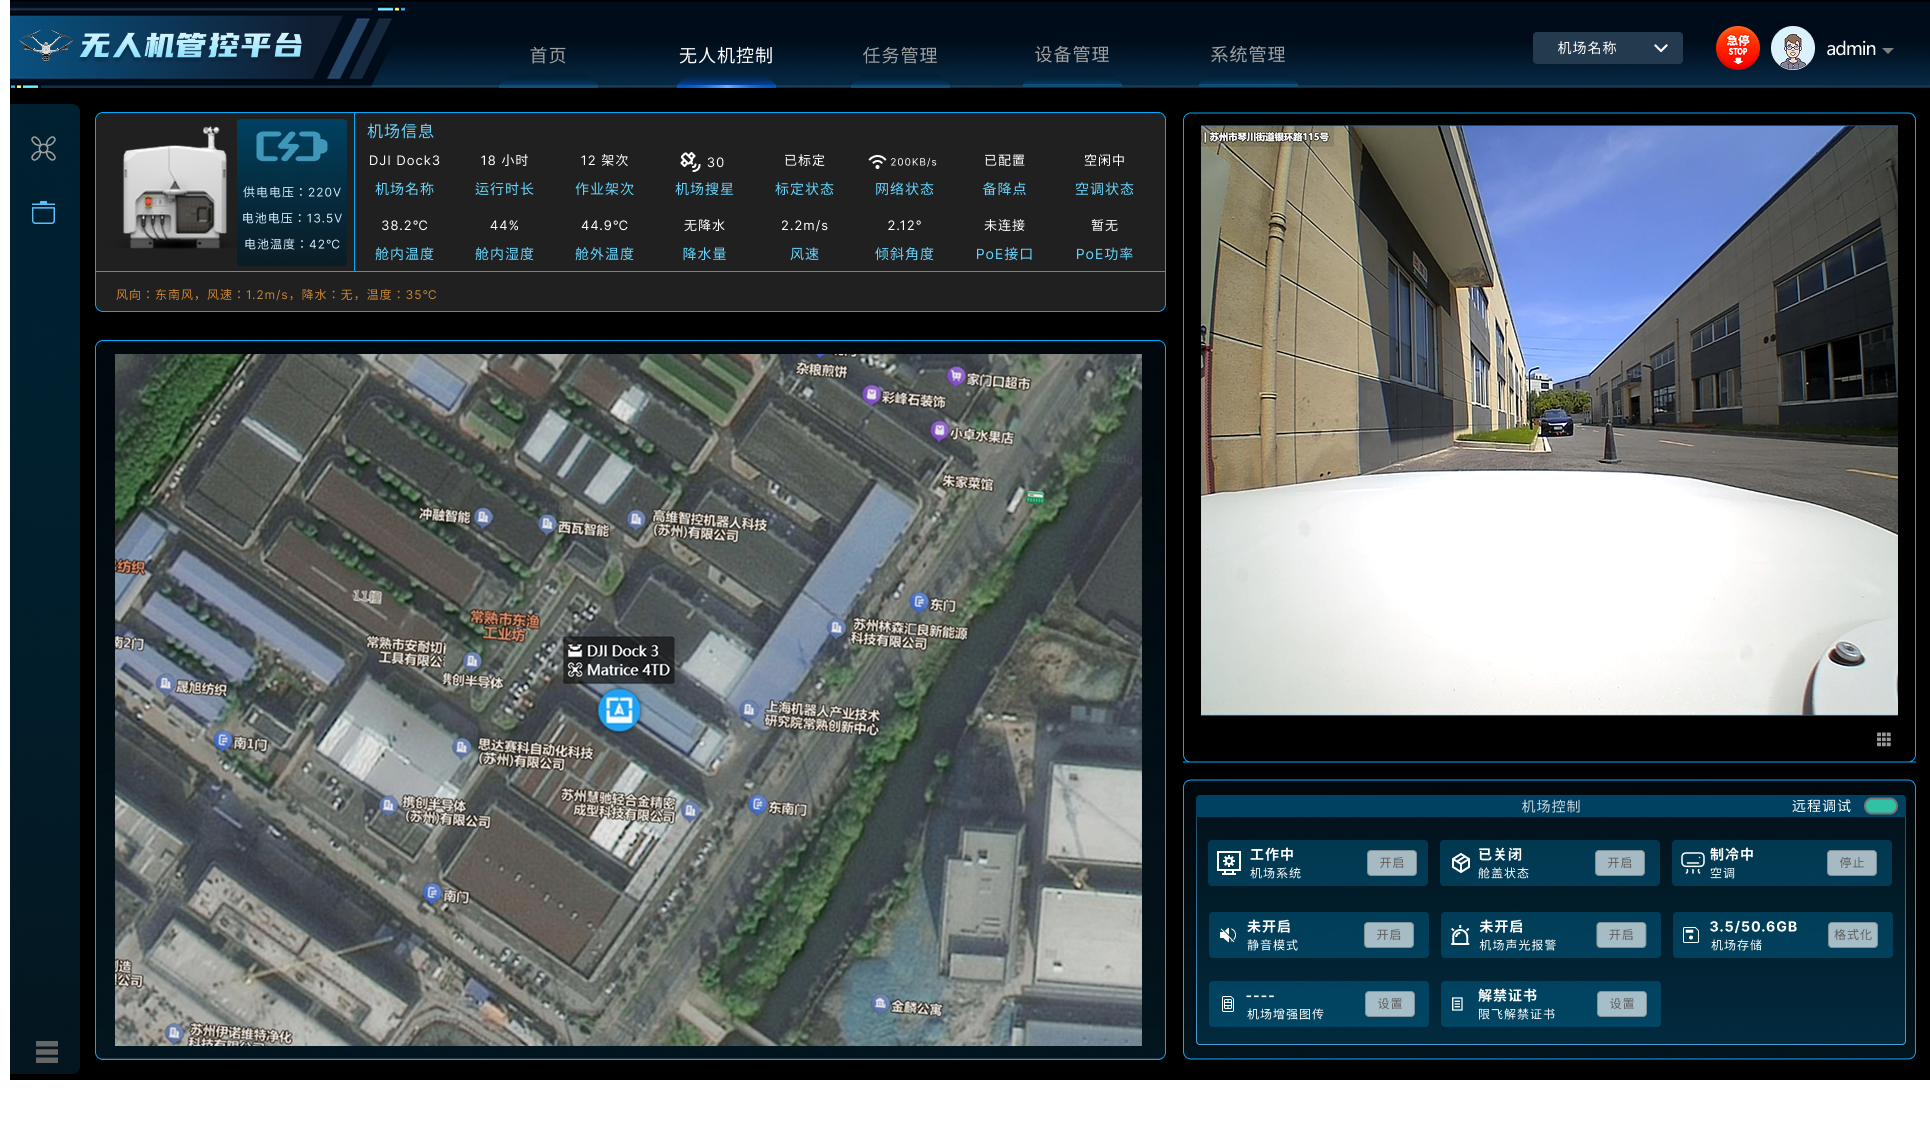 无人机管控平台
首页
无人机控制
任务管理
设备管理
系统管理
机场名称
急停
STOP
admin
供电电压：220V
电池电压：13.5V
电池温度：42°C
机场信息
DJI Dock3
18 小时
12 架次
30
已标定
200KB/s
已配置
空闲中
机场名称
运行时长
作业架次
机场搜星
标定状态
网络状态
备降点
空调状态
38.2°C
44%
44.9°C
无降水
2.2m/s
2.12°
未连接
暂无
舱内温度
舱内湿度
舱外温度
降水量
风速
倾斜角度
PoE接口
PoE功率
风向：东南风，风速：1.2m/s，降水：无，温度：35°C
杂粮煎饼
家门口超市
彩峰石装饰
小卓水果店
朱家菜馆
冲融智能
西瓦智能
高维智控机器人科技
(苏州)有限公司
纺织
11幢
常熟市东渔
工业坊
东门
苏州林森汇良新能源
科技有限公司
南2门
常熟市安耐切削
工具有限公
携创半导体
DJI Dock 3
Matrice 4TD
晟旭纺织
上海机器人产业技术
研究院常熟创新中心
南1门
思达赛科自动化科技
(苏州)有限公司
携创半导体
(苏州)有限公司
苏州慧驰轻合金精密
成型科技有限公司
东南门
南门
造
限公司
金麟公寓
苏州伊诺维特净化
科技有限公司
苏州市琴川街道银环路115号
机场控制
远程调试
工作中
机场系统
开启
已关闭
舱盖状态
开启
制冷中
空调
停止
未开启
静音模式
开启
未开启
机场声光报警
开启
3.5/50.6GB
机场存储
格式化
----
机场增强图传
设置
解禁证书
限飞解禁证书
设置